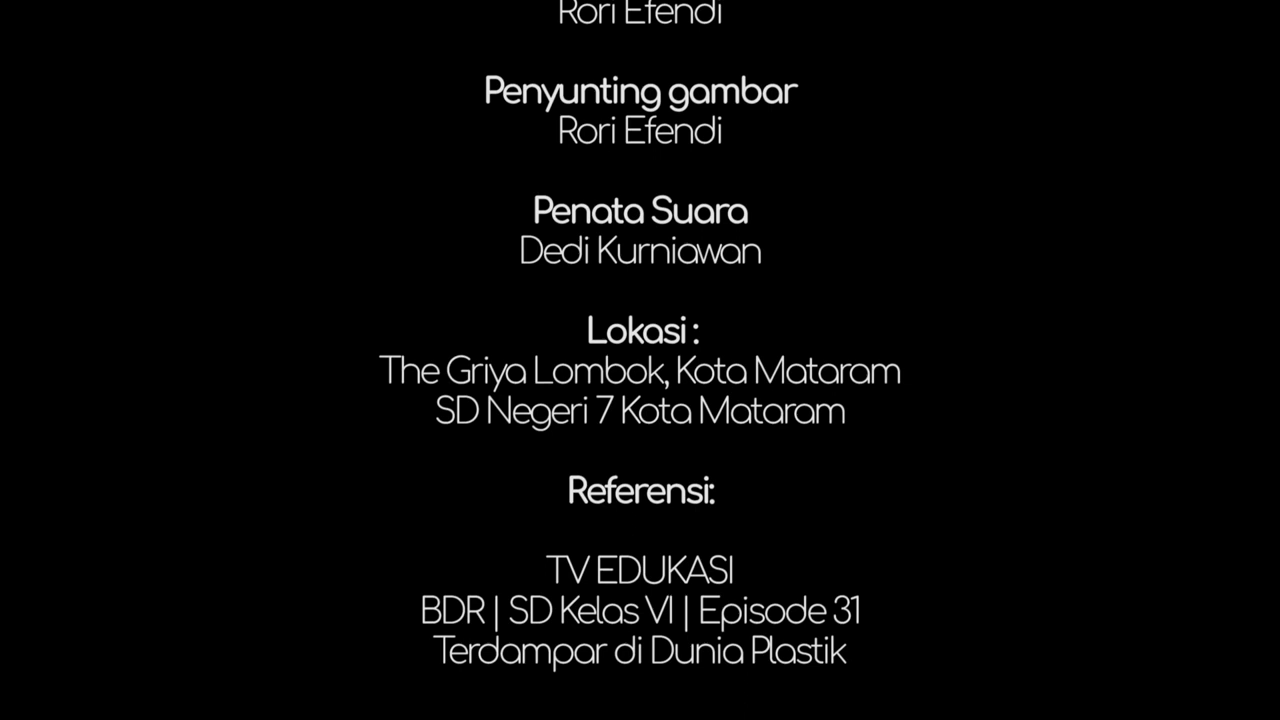 Rori Efendi
Penyunting gambar
Rori Efendi
Penata Suara
Dedi Kurniawan
Lokasi :
The Griya Lombok, Kota Mataram
SD Negeri 7 Kota Mataram
Referensi:
TV EDUKASI
BDR | SD Kelas VI | Episode 31
Terdampar di Dunia Plastik